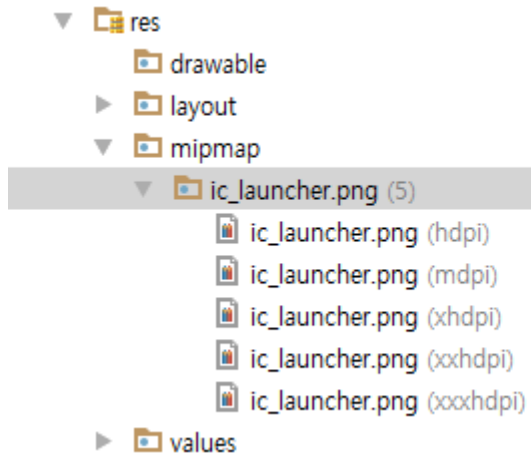 res
drawable
layout
mipmap
ic_launcher.png (5)
ic_launcher.png (hdpi)
ic_launcher.png (mdpi)
ic_launcher.png (xhdpi)
ic_launcher.png (xxhdpi)
ic_launcher.png (xxxhdpi)
values